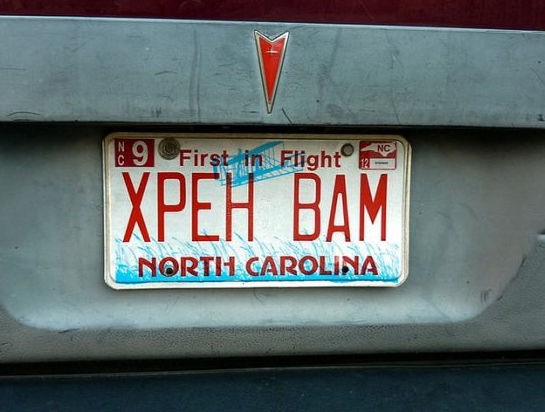 NC 9 First in Flight NC 12
XPEH BAM
NORTH CAROLINA